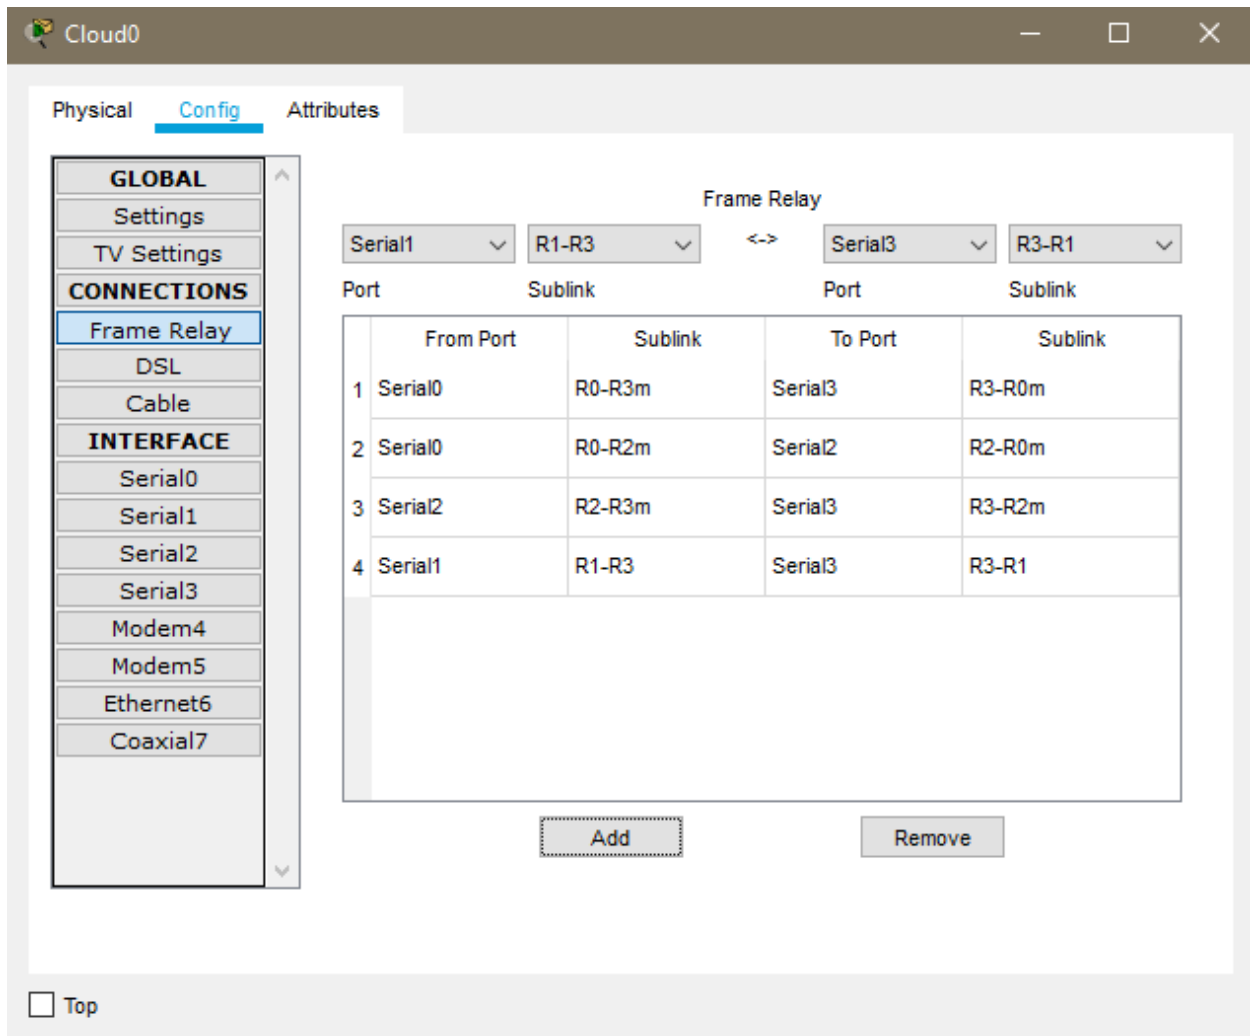 Cloud0
Physical Config Attributes
GLOBAL
Settings
TV Settings
CONNECTIONS
Frame Relay
DSL
Cable
INTERFACE
Serial0
Serial1
Serial2
Serial3
Modem4
Modem5
Ethernet6
Coaxial7
Frame Relay
Serial1 R1-R3 <-> Serial3 R3-R1
Port Sublink Port Sublink
From Port Sublink To Port Sublink
1 Serial0 R0-R3m Serial3 R3-R0m
2 Serial0 R0-R2m Serial2 R2-R0m
3 Serial2 R2-R3m Serial3 R3-R2m
4 Serial1 R1-R3 Serial3 R3-R1
Add Remove
Top